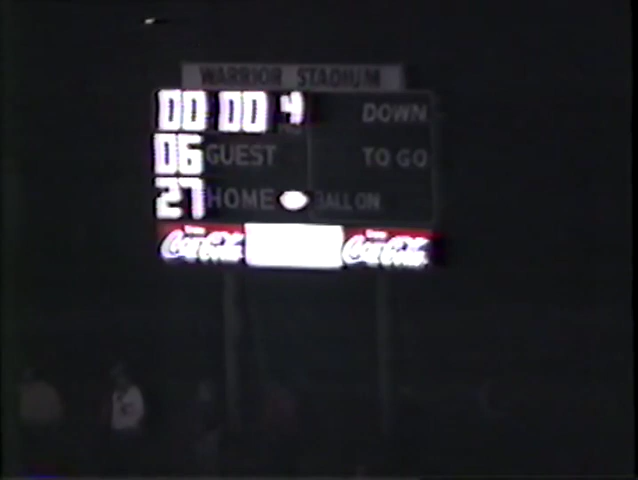 WARRIOR STADIUM
00 00 4 DOWN
06 GUEST TO GO
27 HOME BALL ON
Coca-Cola Coca-Cola